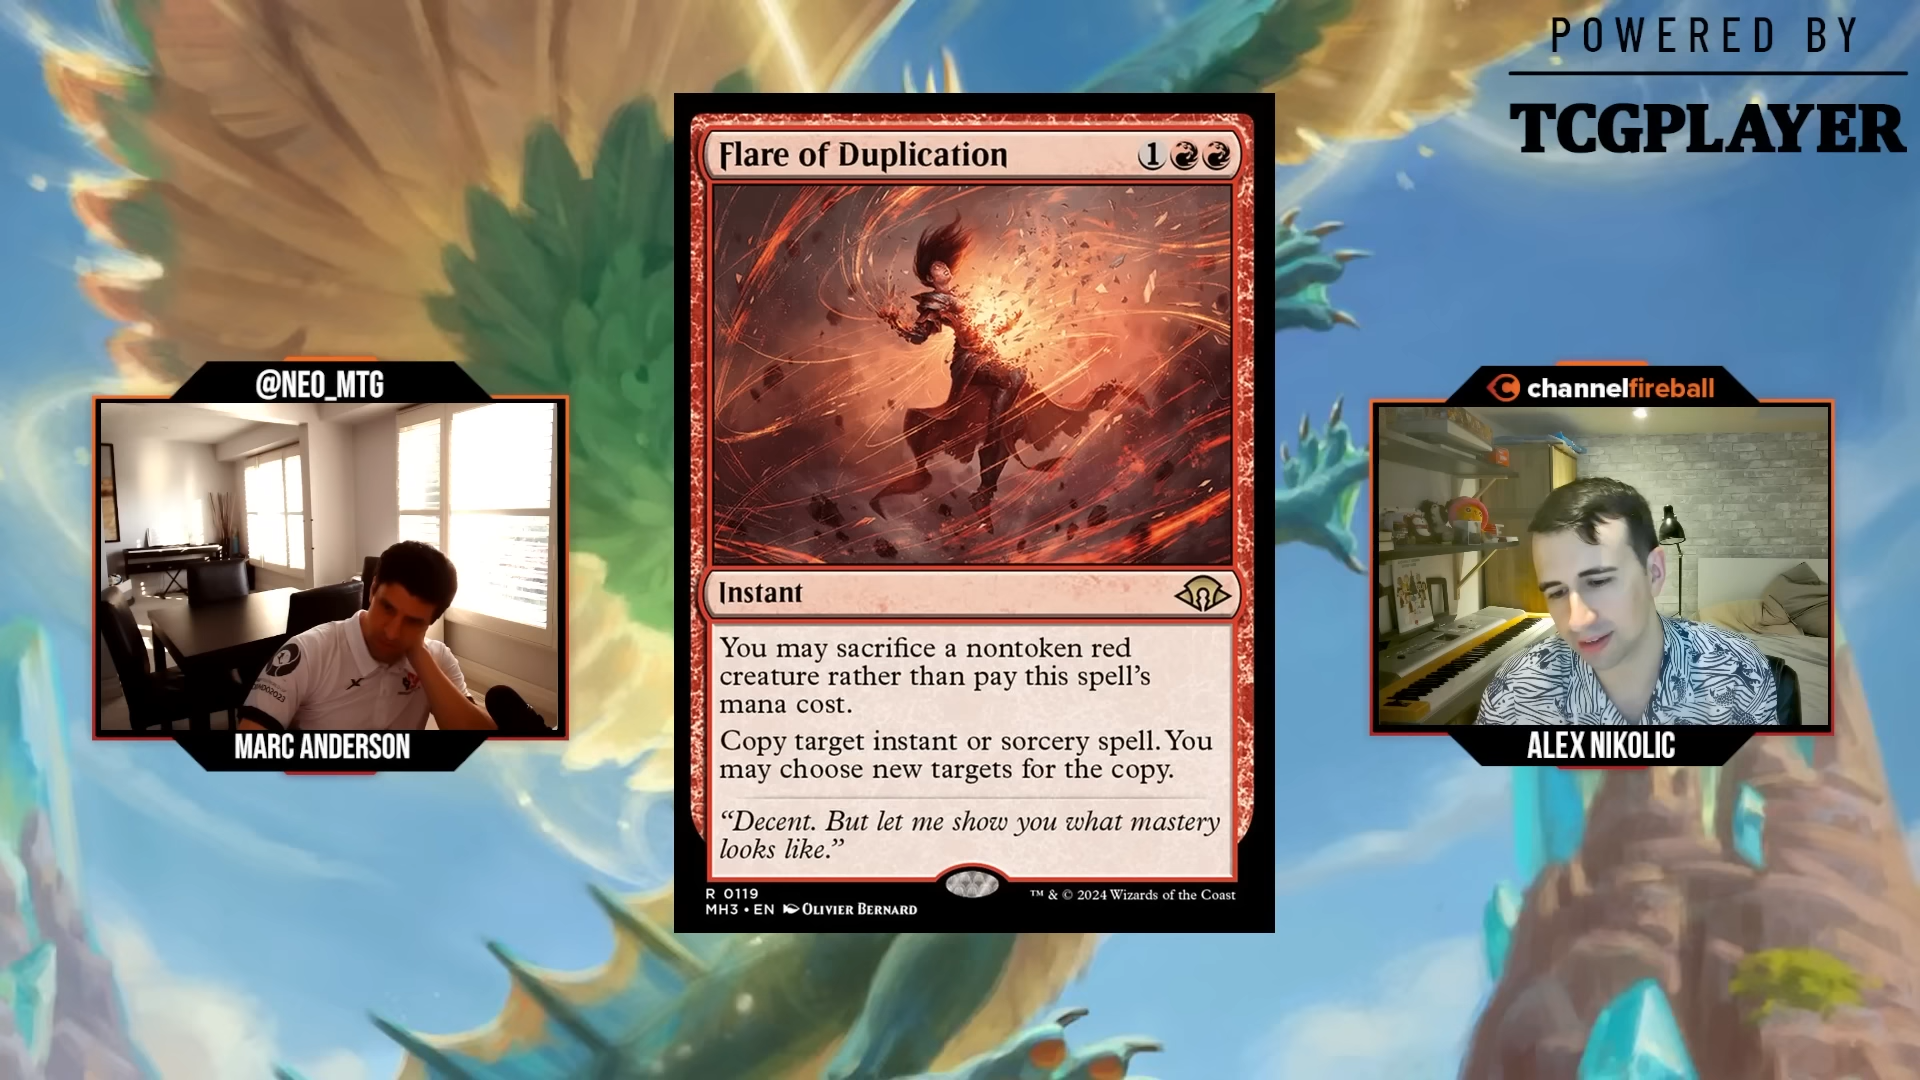 POWERED BY
TCGPLAYER
Flare of Duplication 1
@NEO_MTG
channelfireball
Instant
You may sacrifice a nontoken red
creature rather than pay this spell's
mana cost.
Copy target instant or sorcery spell. You
may choose new targets for the copy.
MARC ANDERSON
ALEX NIKOLIC
“Decent. But let me show you what mastery
looks like.”
R 0119
MH3 • EN OLIVIER BERNARD
™ & © 2024 Wizards of the Coast